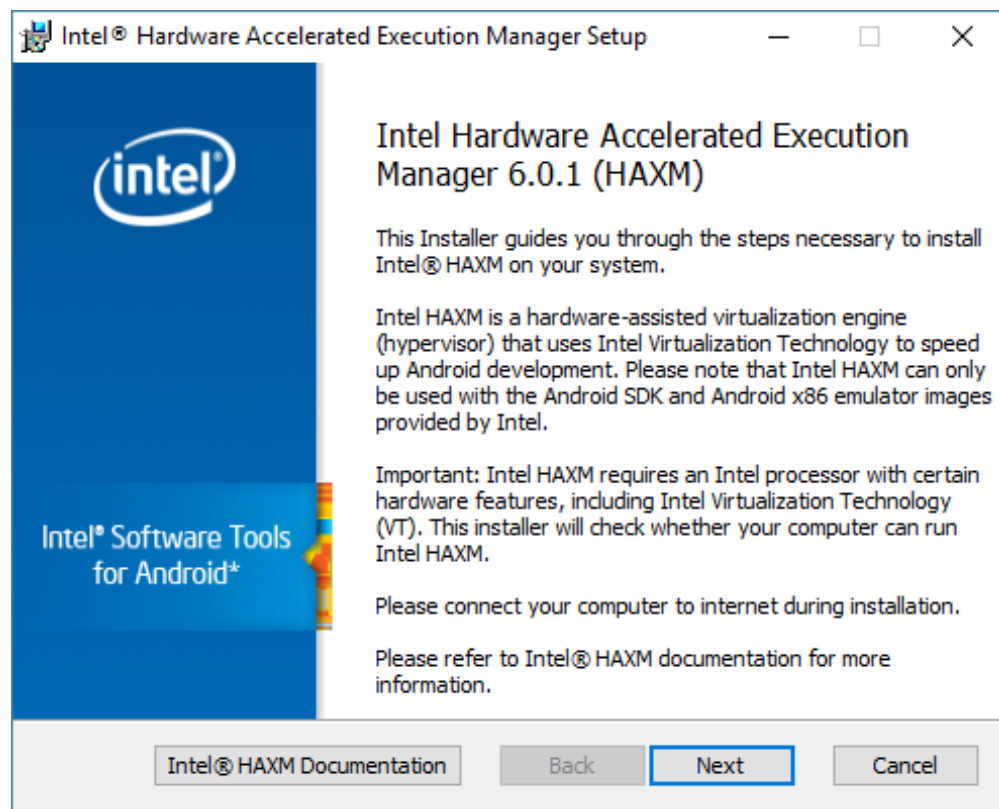 Intel® Hardware Accelerated Execution Manager Setup
intel®
Intel Hardware Accelerated Execution
Manager 6.0.1 (HAXM)
This Installer guides you through the steps necessary to install
Intel® HAXM on your system.
Intel HAXM is a hardware-assisted virtualization engine
(hypervisor) that uses Intel Virtualization Technology to speed
up Android development. Please note that Intel HAXM can only
be used with the Android SDK and Android x86 emulator images
provided by Intel.
Important: Intel HAXM requires an Intel processor with certain
hardware features, including Intel Virtualization Technology
(VT). This installer will check whether your computer can run
Intel HAXM.
Intel® Software Tools
for Android*
Please connect your computer to internet during installation.
Please refer to Intel® HAXM documentation for more
information.
Intel® HAXM Documentation
Back
Next
Cancel